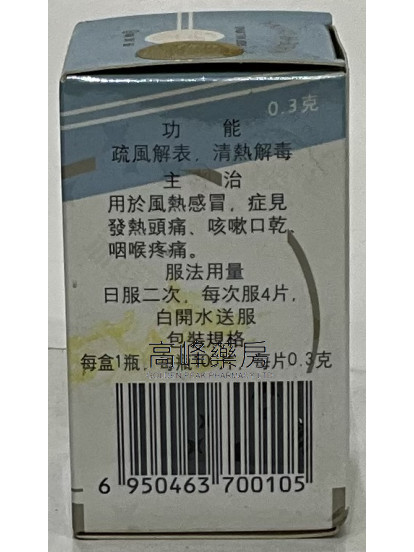 0.3克
功 能
疏風解表，清熱解毒
主 治
用於風熱感冒，症見
發熱頭痛、咳嗽口乾、
咽喉疼痛。
服法用量
日服二次，每次服4片，
白開水送服
包裝規格
高峰藥房
每盒1瓶，每瓶 每片0.3克
6 950463 700105